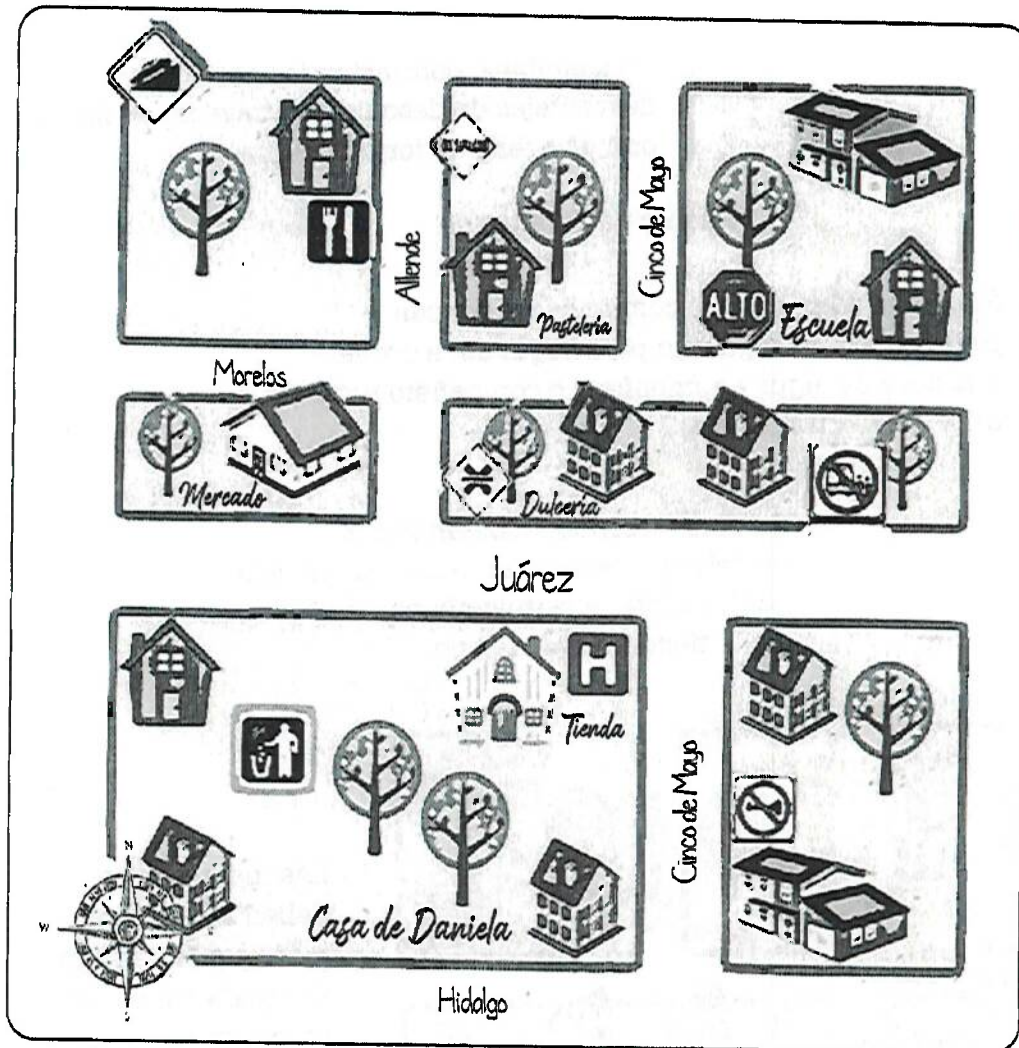 Allende
Cinco de Mayo
Pastelería
ALTO
Escuela
Morelos
Mercado
Dulcería
Juárez
H
Tienda
Cinco de Mayo
Casa de Daniela
N
W
Hidalgo